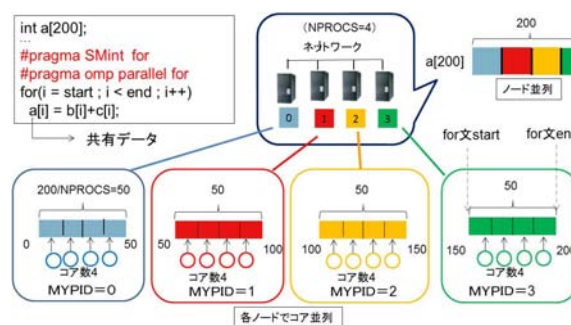 int a[200];
...
#pragma SMint for
#pragma omp parallel for
for(i = start ; i < end ; i++)
a[i] = b[i]+c[i];
共有データ
(NPROCS=4)
ネットワーク
0
1
2
3
200
a[200]
ノード並列
for文start
for文en
200/NPROCS=50
0
50
コア数4
MYPID=0
50
50
100
コア数4
MYPID=1
50
100
150
コア数4
MYPID=2
50
150
200
コア数4
MYPID=3
各ノードでコア並列